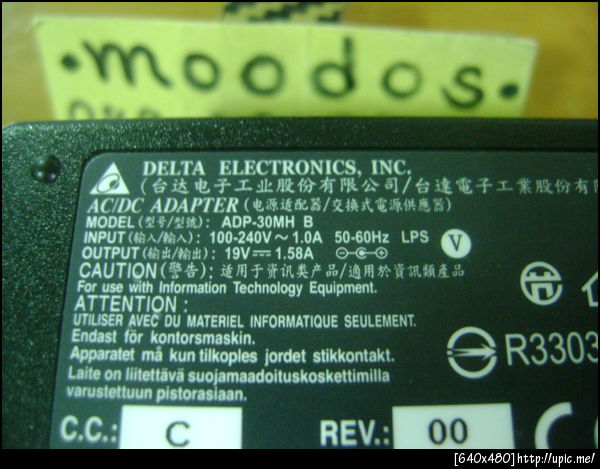 •moodos•
DELTA ELECTRONICS, INC.
(台达电子工业股份有限公司/台達電子工業股份有
AC/DC ADAPTER (电源适配器/交換式電源供應器)
MODEL (型号/型號): ADP-30MH B
INPUT (输入/輸入): 100-240V～1.0A 50-60Hz LPS V
OUTPUT (输出/輸出): 19V⎓1.58A
CAUTION (警告): 适用于资讯类产品/適用於資訊類產品
For use with Information Technology Equipment.
ATTENTION :
UTILISER AVEC DU MATERIEL INFORMATIQUE SEULEMENT.
Endast för kontorsmaskin.
Apparatet må kun tilkoples jordet stikkontakt.
R3303
Laite on liitettävä suojamaadoituskoskettimilla
varustettuun pistorasiaan.
C.C.: C REV.: 00 CE
[640x480]http://upic.me/